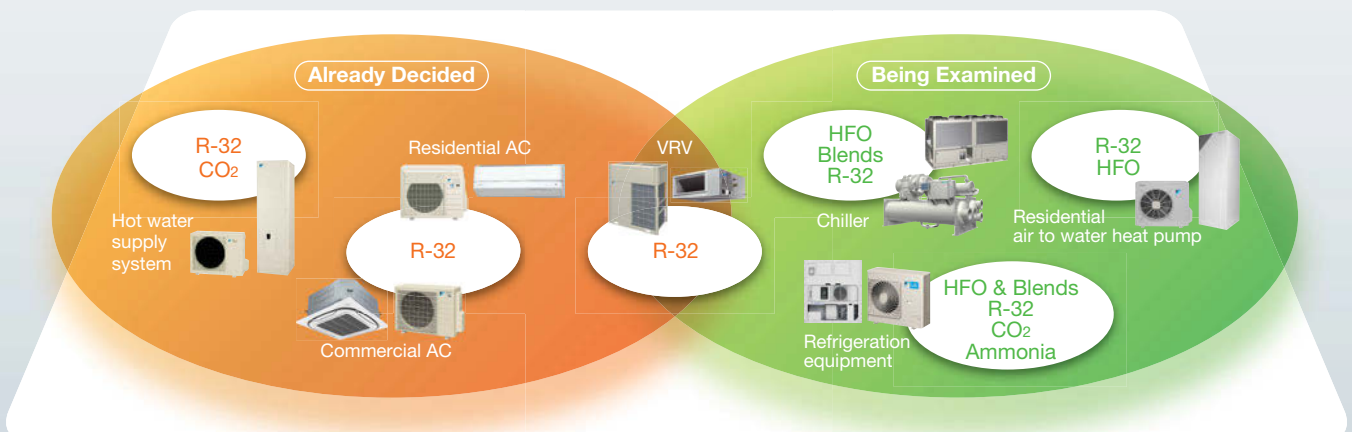 Already Decided
R-32
CO2
Hot water
supply
system
Residential AC
R-32
Commercial AC
VRV
R-32
Being Examined
HFO
Blends
R-32
Chiller
R-32
HFO
Residential
air to water heat pump
Refrigeration
equipment
HFO & Blends
R-32
CO2
Ammonia